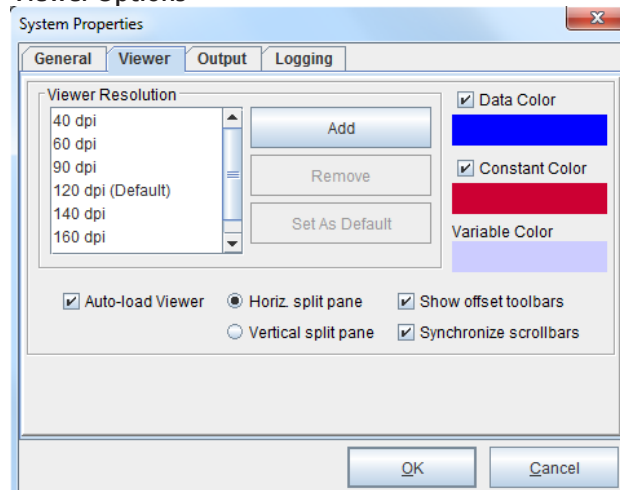 Viewer Options
System Properties
General Viewer Output Logging
Viewer Resolution
40 dpi
60 dpi
90 dpi
120 dpi (Default)
140 dpi
160 dpi
Add
Remove
Set As Default
Data Color
Constant Color
Variable Color
Auto-load Viewer
Horiz. split pane
Show offset toolbars
Vertical split pane
Synchronize scrollbars
OK
Cancel